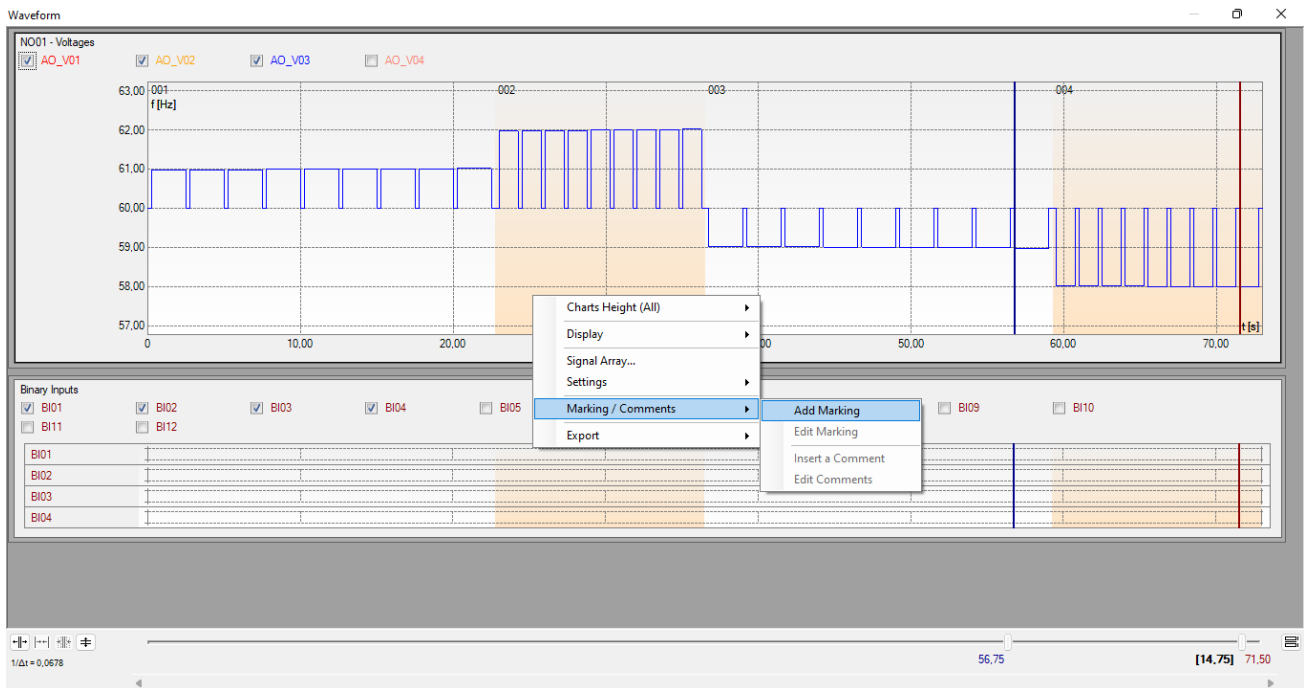 Waveform
NO01 - Voltages
AO_V01 AO_V02 AO_V03 AO_V04
63,00 001 002 003 004
f [Hz]
62,00
61,00
60,00
59,00
58,00
57,00
t [s]
0 10,00 20,00 00 50,00 60,00 70,00
Charts Height (All)
Display
Signal Array...
Settings
Marking / Comments
Export
Add Marking
Edit Marking
Insert a Comment
Edit Comments
Binary Inputs
BI01 BI02 BI03 BI04 BI05 BI09 BI10
BI11 BI12
BI01
BI02
BI03
BI04
56,75 [14,75] 71,50
1/Δt = 0,0678